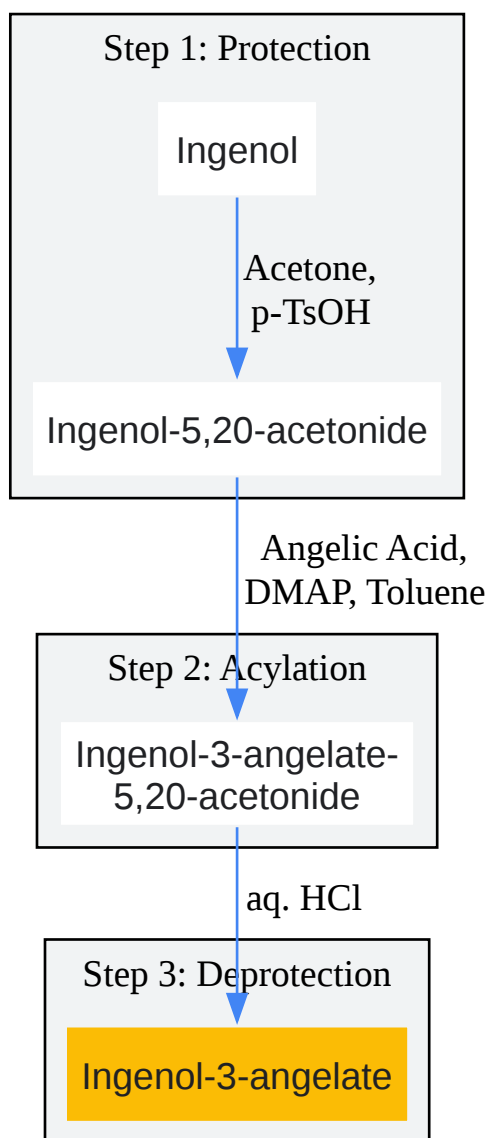 Step 1: Protection
Ingenol
Acetone,
p-TsOH
Ingenol-5,20-acetonide
Angelic Acid,
DMAP, Toluene
Step 2: Acylation
Ingenol-3-angelate-
5,20-acetonide
aq. HCl
Step 3: Deprotection
Ingenol-3-angelate